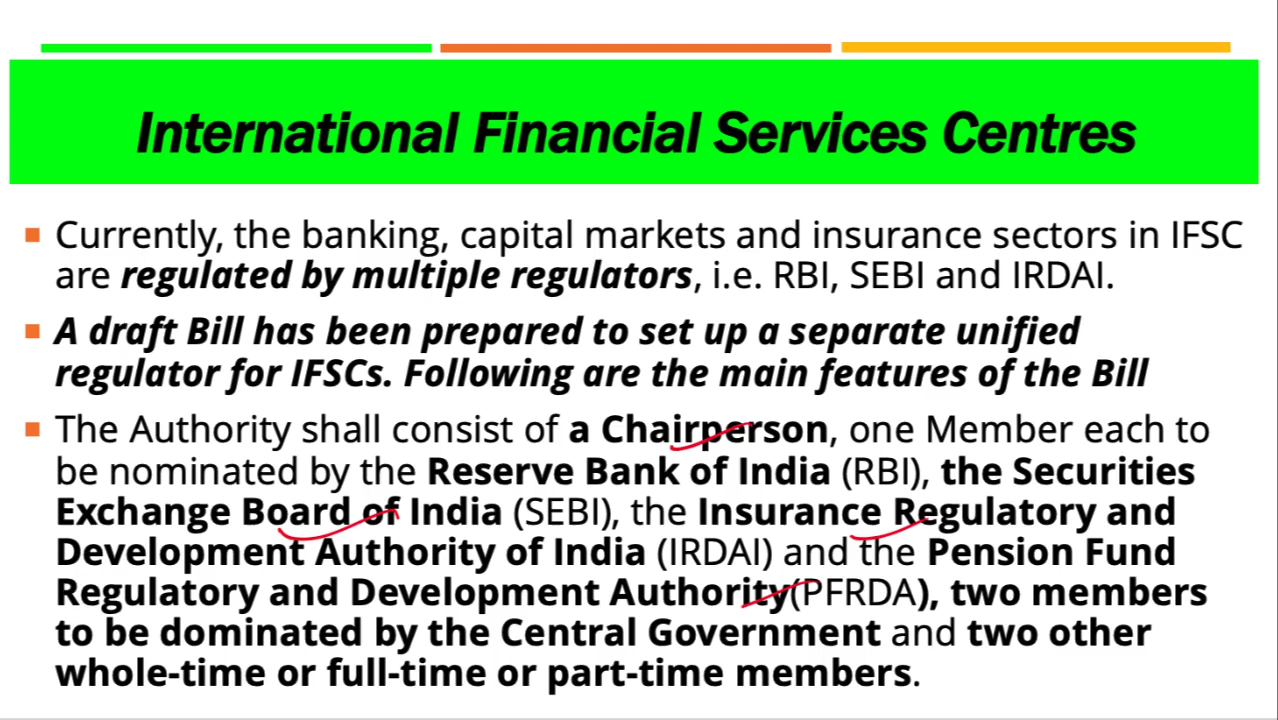 International Financial Services Centres
Currently, the banking, capital markets and insurance sectors in IFSC
are regulated by multiple regulators, i.e. RBI, SEBI and IRDAI.
A draft Bill has been prepared to set up a separate unified
regulator for IFSCs. Following are the main features of the Bill
The Authority shall consist of a Chairperson, one Member each to
be nominated by the Reserve Bank of India (RBI), the Securities
Exchange Board of India (SEBI), the Insurance Regulatory and
Development Authority of India (IRDAI) and the Pension Fund
Regulatory and Development Authority(PFRDA), two members
to be dominated by the Central Government and two other
whole-time or full-time or part-time members.